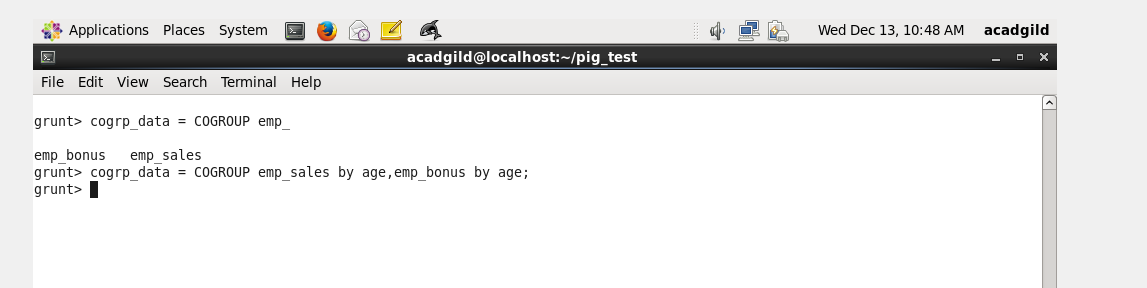 Applications Places System Wed Dec 13, 10:48 AM acadgild
acadgild@localhost:~/pig_test
File Edit View Search Terminal Help
grunt> cogrp_data = COGROUP emp_
emp_bonus   emp_sales
grunt> cogrp_data = COGROUP emp_sales by age,emp_bonus by age;
grunt>